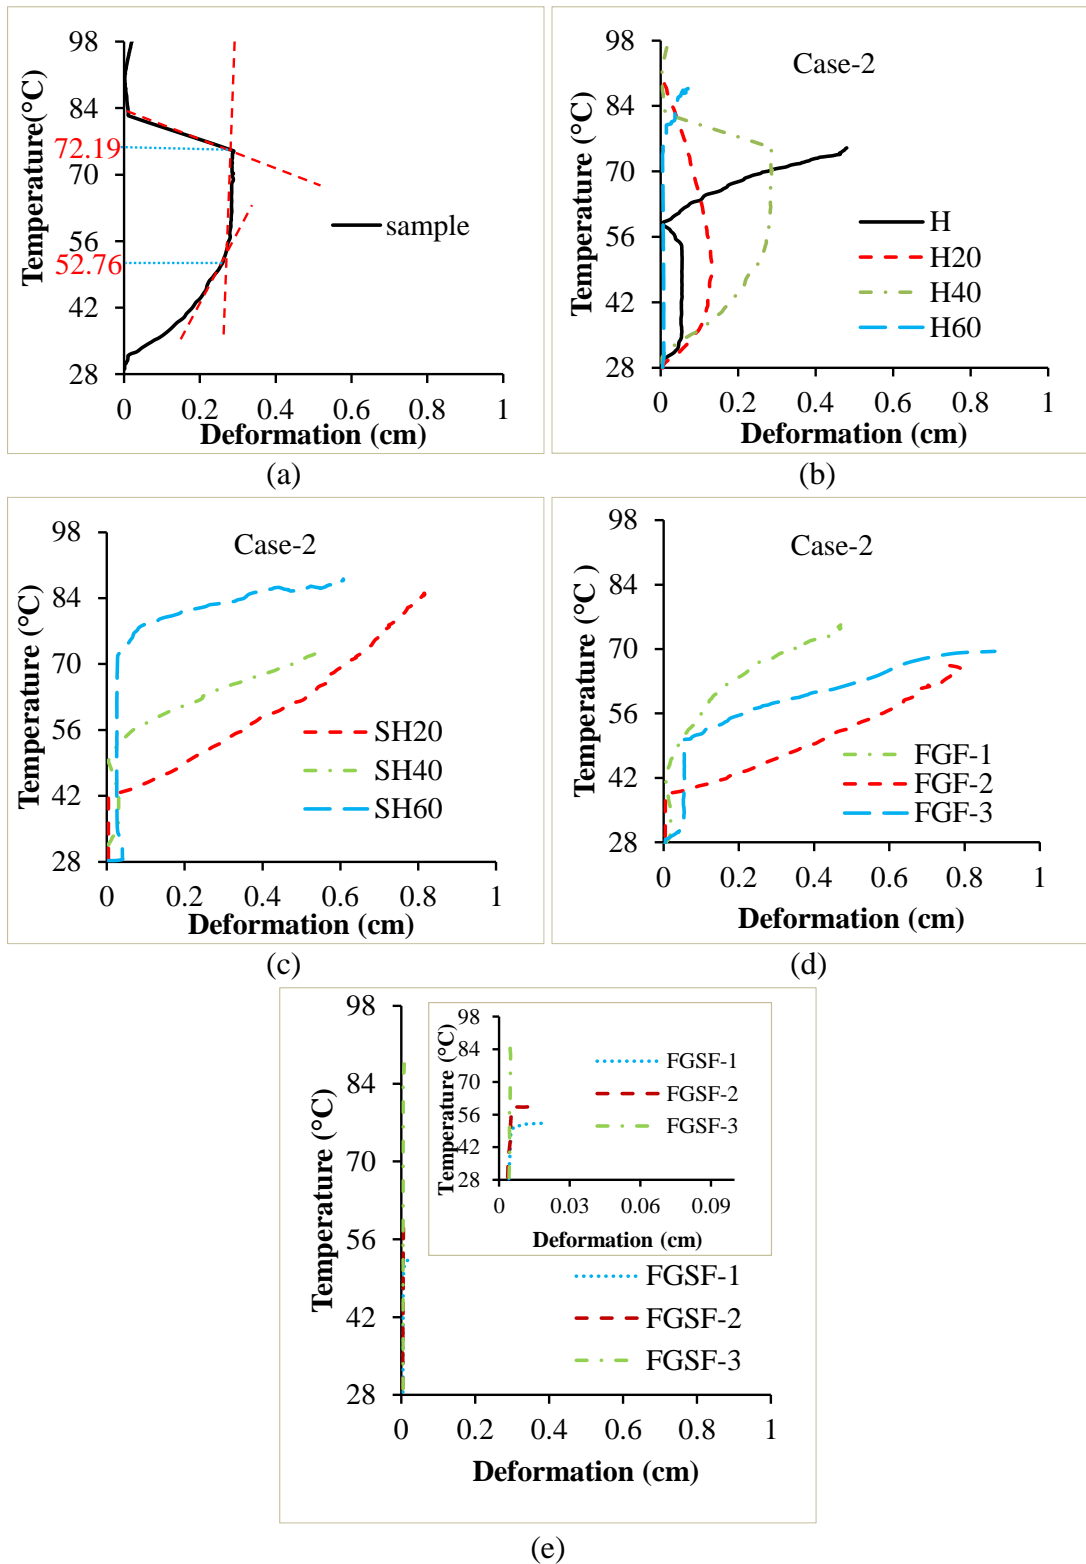 98
84
72.19
70
56
52.76
42
28
0 0.2 0.4 0.6 0.8 1
Temperature(°C)
Deformation (cm)
sample
(a)
Case-2
98
84
70
56
42
28
0 0.2 0.4 0.6 0.8 1
Temperature (°C)
Deformation (cm)
H
H20
H40
H60
(b)
Case-2
98
84
70
56
42
28
0 0.2 0.4 0.6 0.8 1
Temperature (°C)
Deformation (cm)
SH20
SH40
SH60
(c)
Case-2
98
84
70
56
42
28
0 0.2 0.4 0.6 0.8 1
Temperature (°C )
Deformation (cm)
FGF-1
FGF-2
FGF-3
(d)
98
84
70
56
42
28
0 0.2 0.4 0.6 0.8 1
Temperature (°C)
Deformation (cm)
98
84
70
56
42
28
0 0.03 0.06 0.09
Temperature (°C)
Deformation (cm)
FGSF-1
FGSF-2
FGSF-3
FGSF-1
FGSF-2
FGSF-3
(e)